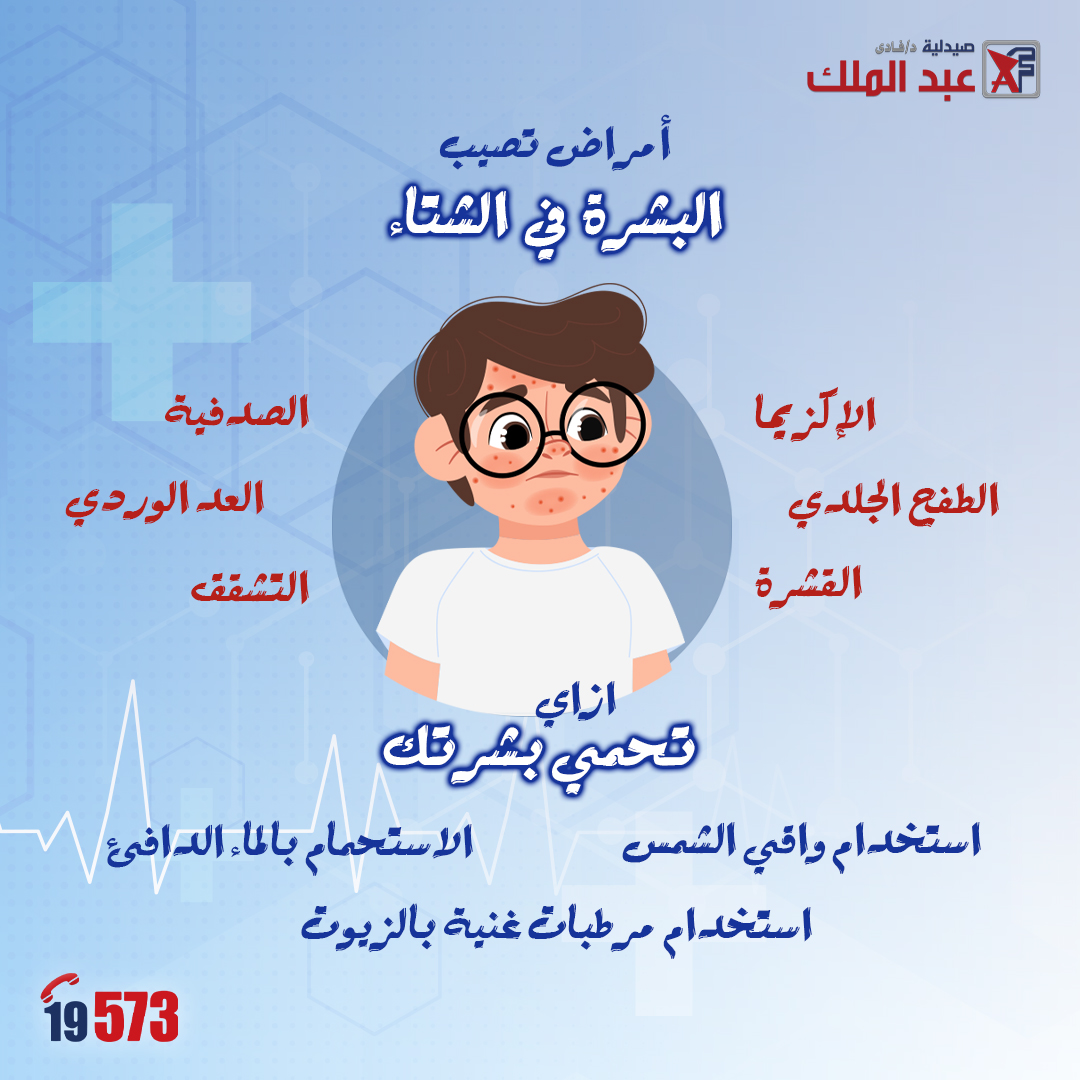 صيدلية د/فادى
عبد الملك
أمراض تصيب
البشرة في الشتاء
الإكزيما
الصدفية
الطفح الجلدي
العد الوردي
القشرة
التشقق
ازاي
تحمي بشرتك
استخدام واقي الشمس
الاستحمام بالماء الدافئ
استخدام مرطبات غنية بالزيوت
19573